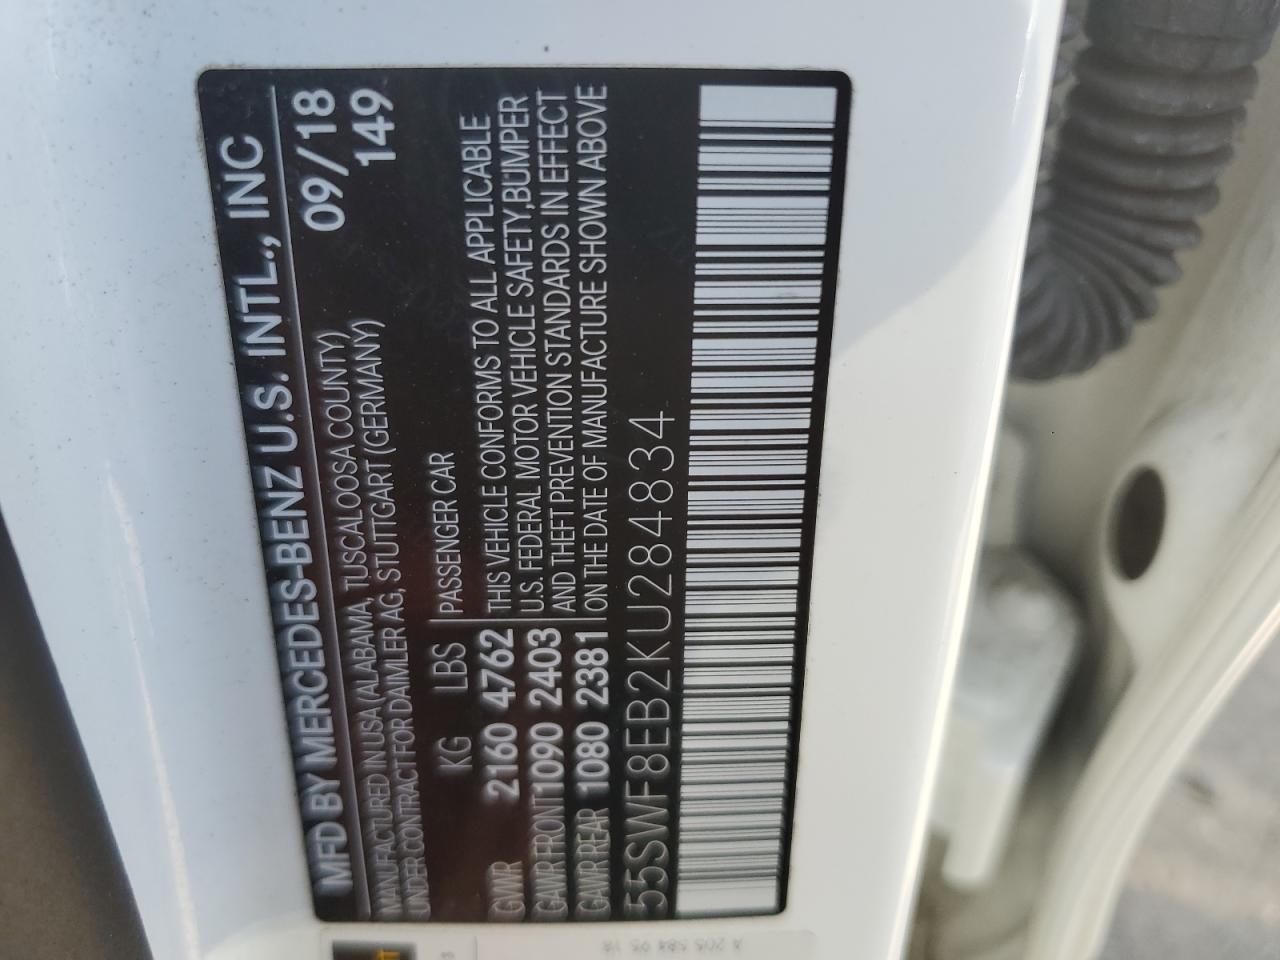 MFD BY MERCEDES-BENZ U.S. INTL., INC
MANUFACTURED IN USA (ALABAMA, TUSCALOOSA COUNTY) 09/18
UNDER CONTRACT FOR DAIMLER AG, STUTTGART (GERMANY) 149
KG LBS PASSENGER CAR
GWR 2160 4762 THIS VEHICLE CONFORMS TO ALL APPLICABLE
GAWR FRONT 1090 2403 U.S. FEDERAL MOTOR VEHICLE SAFETY,BUMPER
AND THEFT PREVENTION STANDARDS IN EFFECT
GAWR REAR 1080 2381 ON THE DATE OF MANUFACTURE SHOWN ABOVE
55SWF8EB2KU284834
A 205 584 95 18